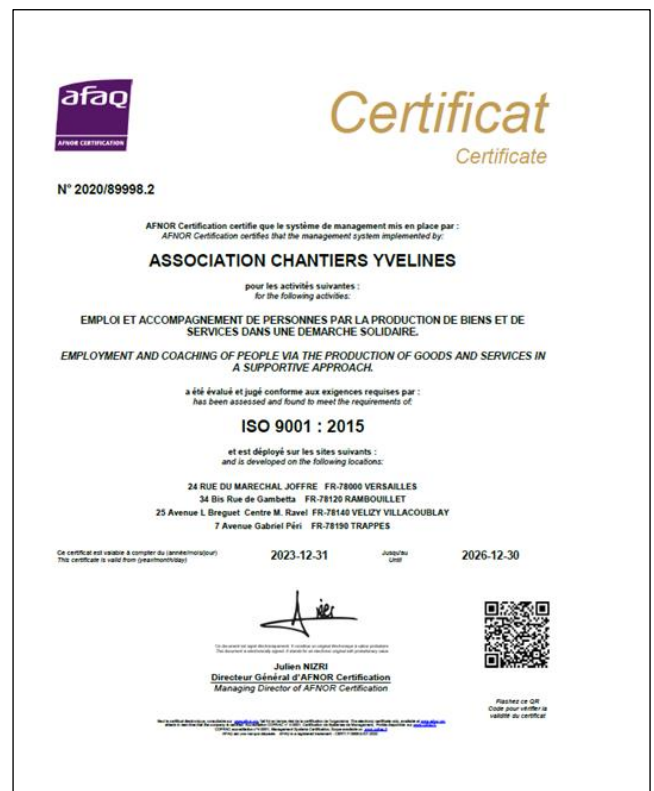 afaq
AFNOR CERTIFICATION
Certificat
Certificate
N° 2020/89998.2
AFNOR Certification certifie que le système de management mis en place par :
AFNOR Certification certifies that the management system implemented by:
ASSOCIATION CHANTIERS YVELINES
pour les activités suivantes :
for the following activities:
EMPLOI ET ACCOMPAGNEMENT DE PERSONNES PAR LA PRODUCTION DE BIENS ET DE
SERVICES DANS UNE DEMARCHE SOLIDAIRE.
EMPLOYMENT AND COACHING OF PEOPLE VIA THE PRODUCTION OF GOODS AND SERVICES IN
A SUPPORTIVE APPROACH.
a été évalué et jugé conforme aux exigences requises par :
has been assessed and found to meet the requirements of:
ISO 9001 : 2015
et est déployé sur les sites suivants :
and is developed on the following locations:
24 RUE DU MARECHAL JOFFRE FR-78000 VERSAILLES
34 Bis Rue de Gambetta FR-78120 RAMBOUILLET
25 Avenue L Breguet Centre M. Ravel FR-78140 VELIZY VILLACOUBLAY
7 Avenue Gabriel Péri FR-78190 TRAPPES
Ce certificat est valable à compter du (année/mois/jour) 2023-12-31 Jusqu'au 2026-12-30
This certificate is valid from (year/month/day) Until
Julien NIZRI
Directeur Général d'AFNOR Certification
Managing Director of AFNOR Certification
Flashez ce QR
Code pour vérifier la
validité du certificat